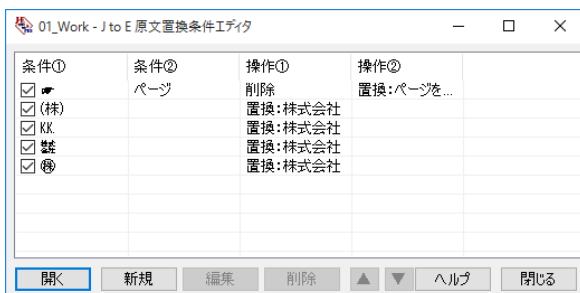 01_Work - J to E 原文置換条件エディタ
条件① 条件② 操作① 操作②
☛ ページ 削除 置換:ページを...
(株) 置換:株式会社
KK. 置換:株式会社
㍿ 置換:株式会社
㊑ 置換:株式会社
開く 新規 編集 削除 ▲ ▼ ヘルプ 閉じる